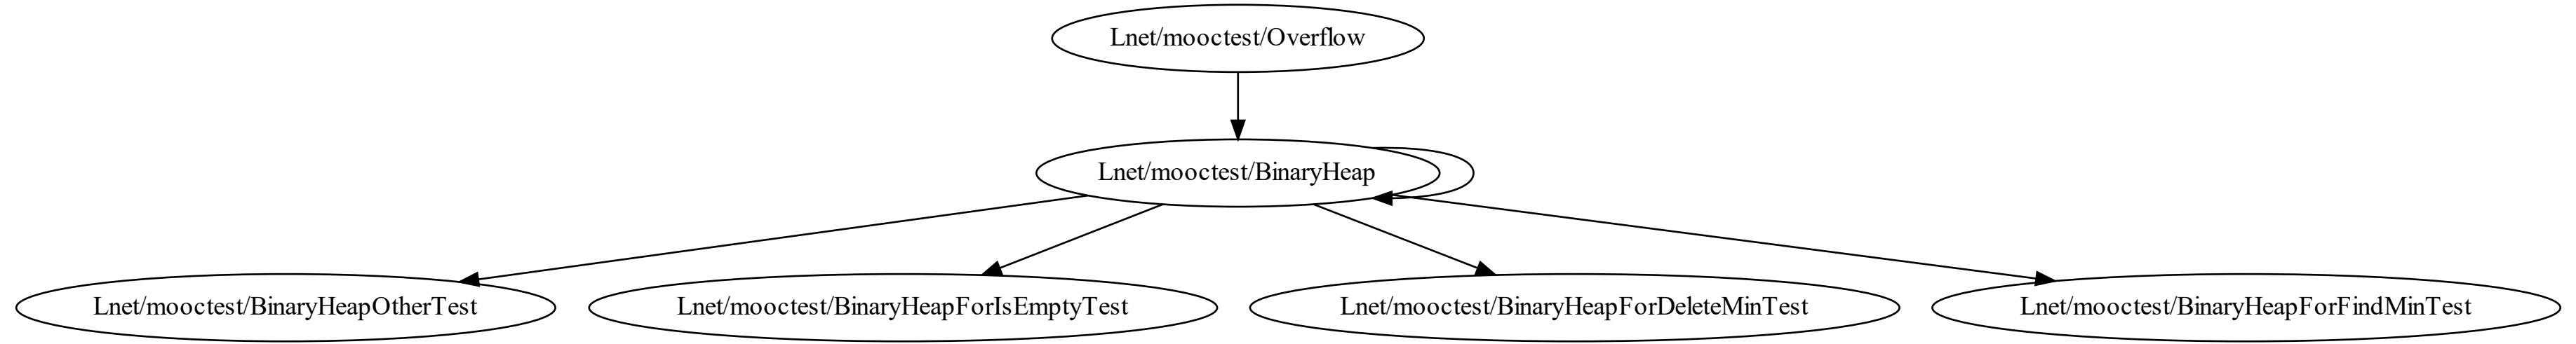 Lnet/mooctest/Overflow
Lnet/mooctest/BinaryHeap
Lnet/mooctest/BinaryHeapOtherTest
Lnet/mooctest/BinaryHeapForIsEmptyTest
Lnet/mooctest/BinaryHeapForDeleteMinTest
Lnet/mooctest/BinaryHeapForFindMinTest